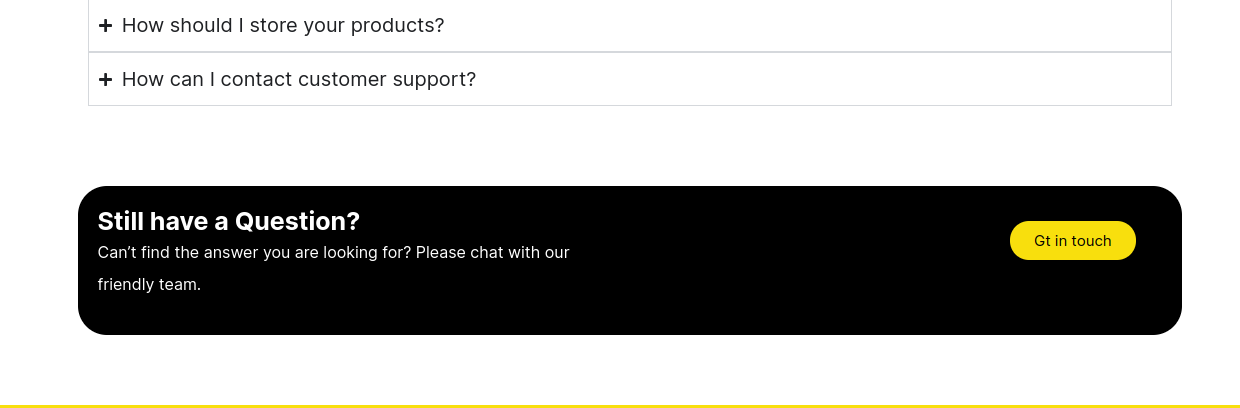 How should I store your products?
How can I contact customer support?
Still have a Question?
Can’t find the answer you are looking for? Please chat with our
friendly team.
Gt in touch